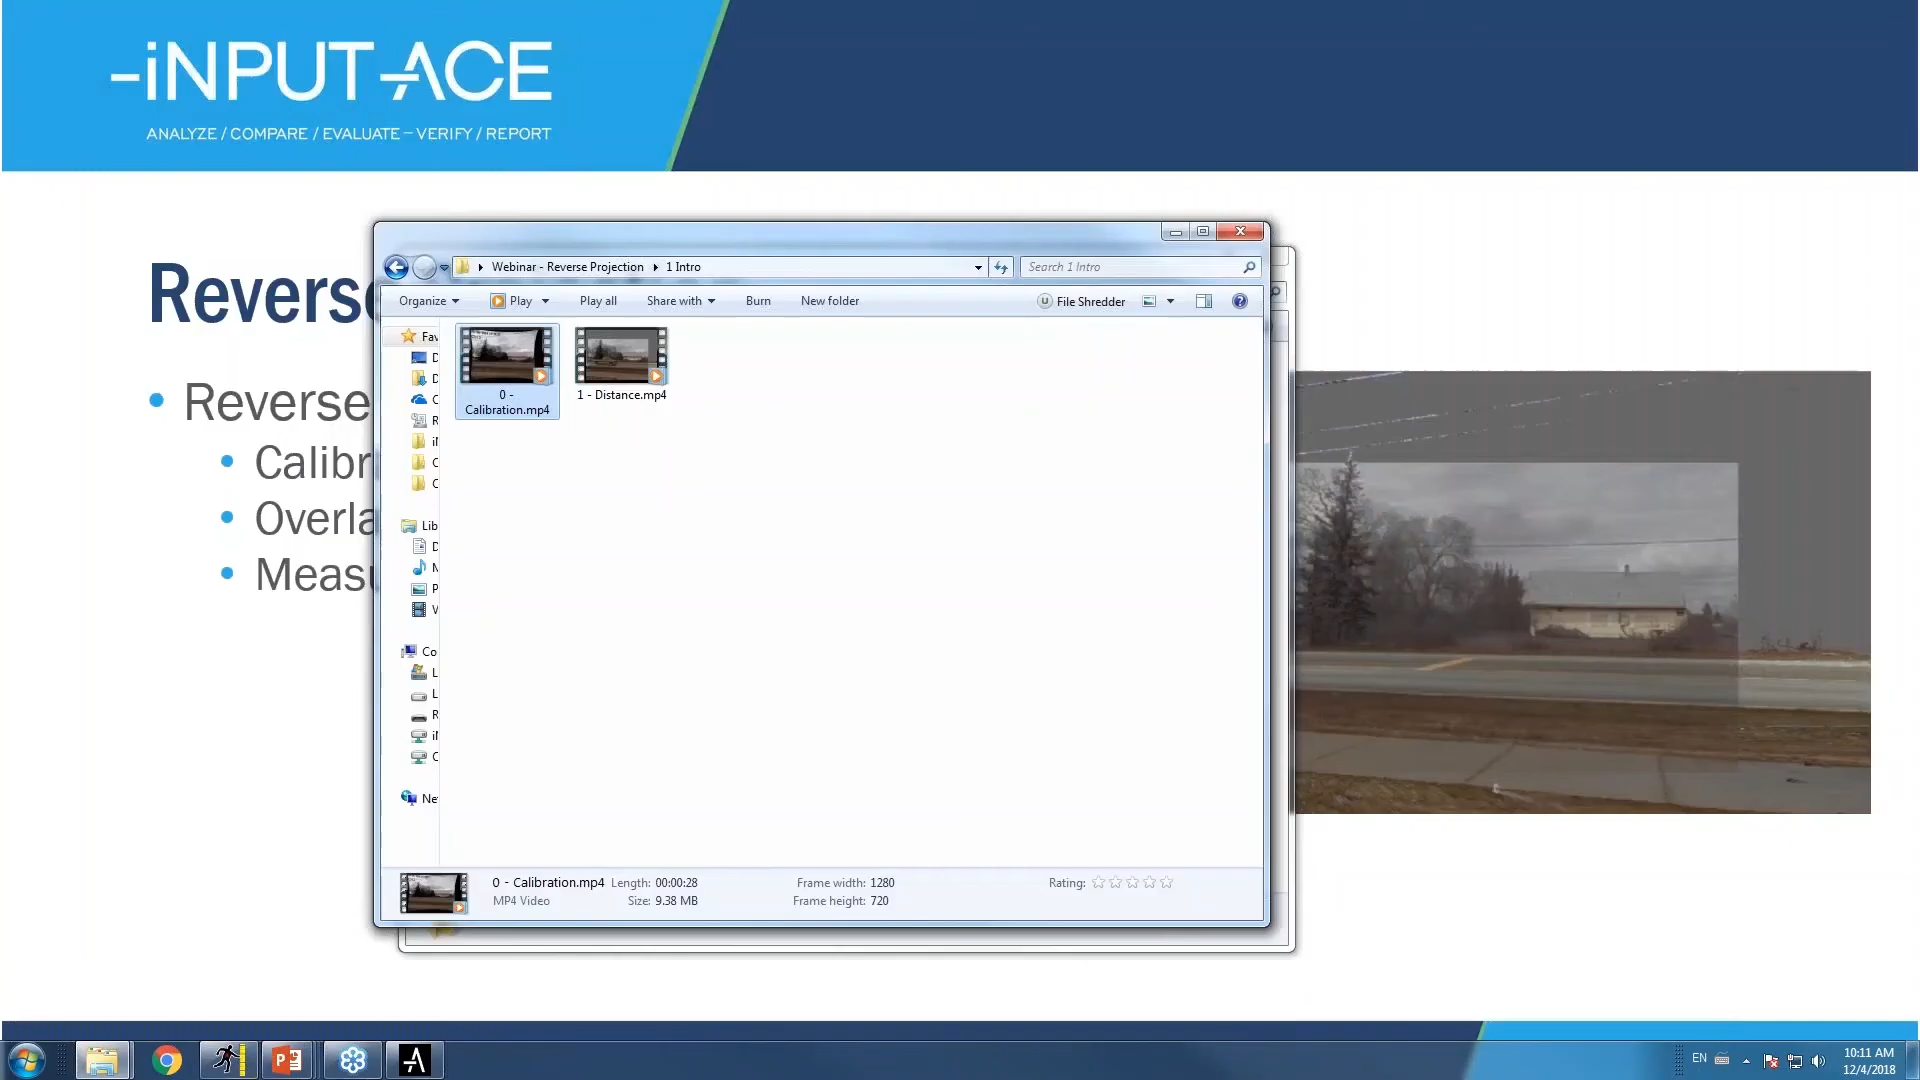 -iNPUT-ACE
ANALYZE / COMPARE / EVALUATE – VERIFY / REPORT
Webinar - Reverse Projection
1 Intro
Search 1 Intro
Organize
Play
Play all
Share with
Burn
New folder
File Shredder
Fav
D
D
C
R
iI
C
C
Lib
D
M
P
V
Co
L
L
R
C
Ne
0 -
Calibration.mp4
1 - Distance.mp4
Revers
• Reverse
• Calibr
• Overla
• Meas
0 - Calibration.mp4
Length: 00:00:28
Frame width: 1280
Rating:
MP4 Video
Size: 9.38 MB
Frame height: 720
EN
10:11 AM
12/4/2018